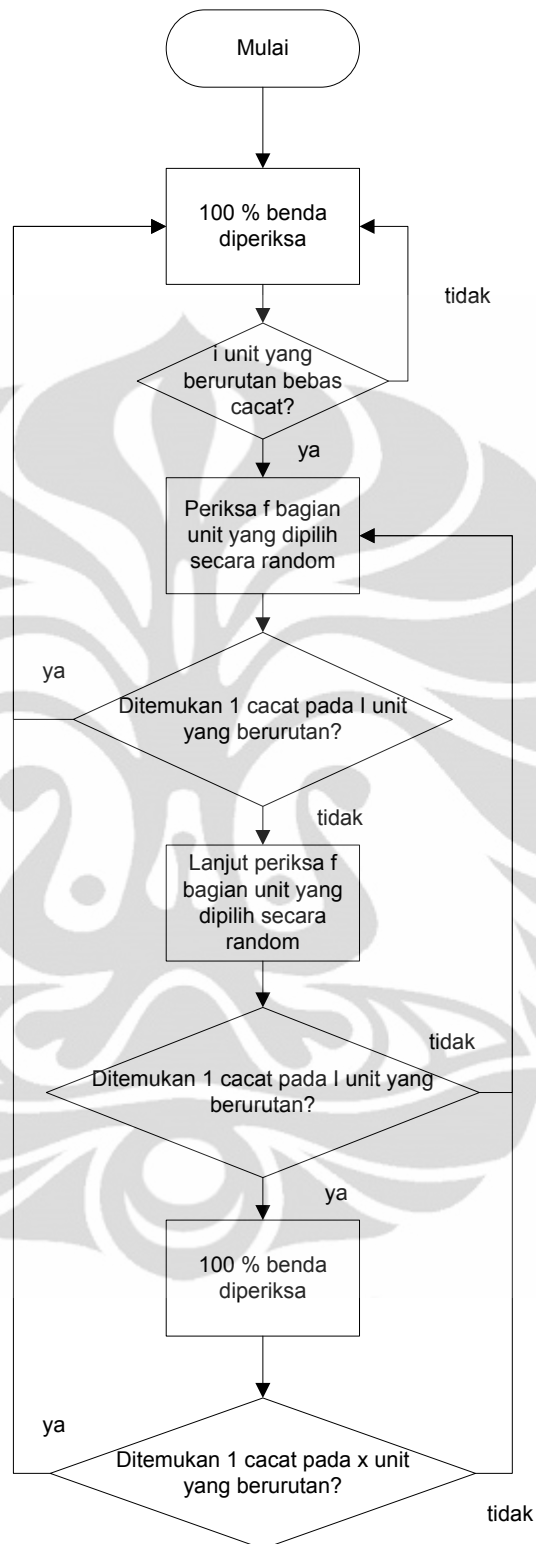 Mulai
100 % benda
diperiksa
tidak
i unit yang
berurutan bebas
cacat?
ya
Periksa f bagian
unit yang dipilih
secara random
ya
Ditemukan 1 cacat pada I unit
yang berurutan?
tidak
Lanjut periksa f
bagian unit yang
dipilih secara
random
tidak
Ditemukan 1 cacat pada I unit yang
berurutan?
ya
100 % benda
diperiksa
ya
Ditemukan 1 cacat pada x unit
yang berurutan?
tidak